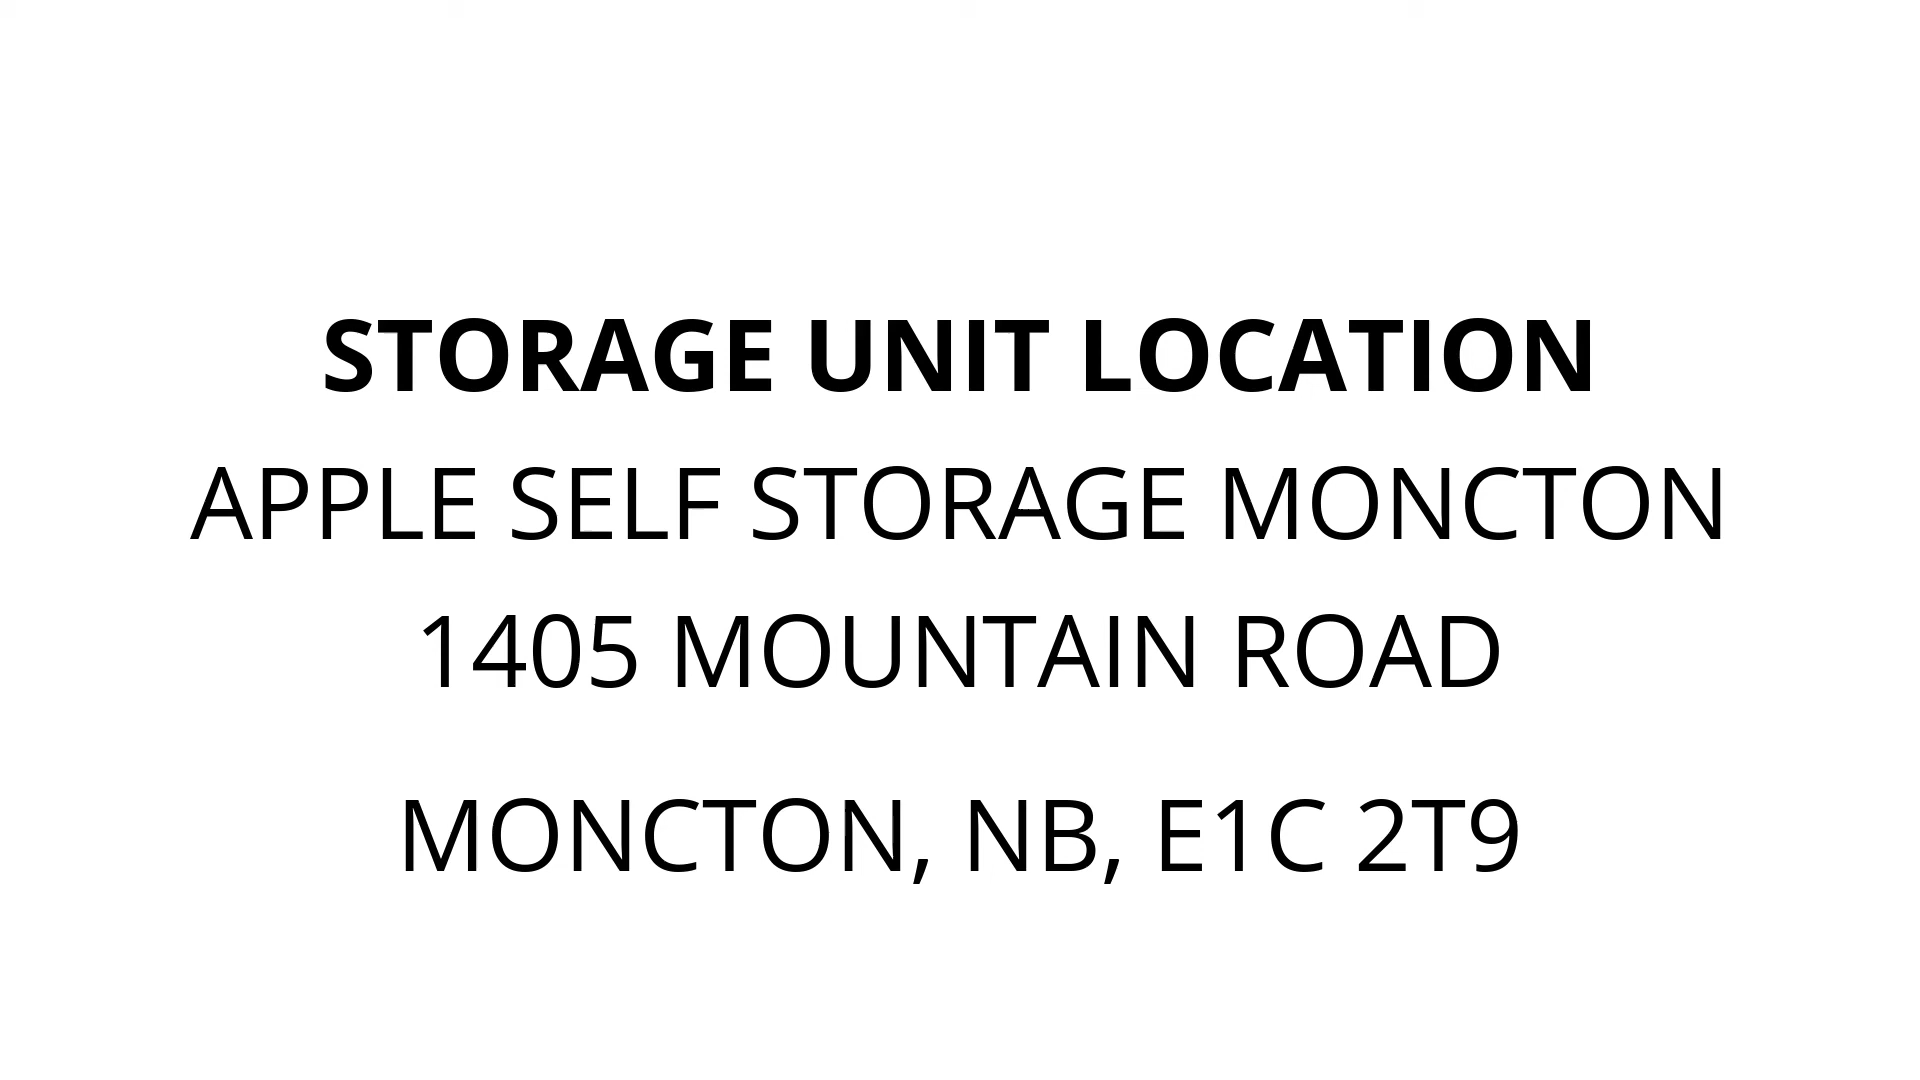 STORAGE UNIT LOCATION
APPLE SELF STORAGE MONCTON
1405 MOUNTAIN ROAD
MONCTON, NB, E1C 2T9